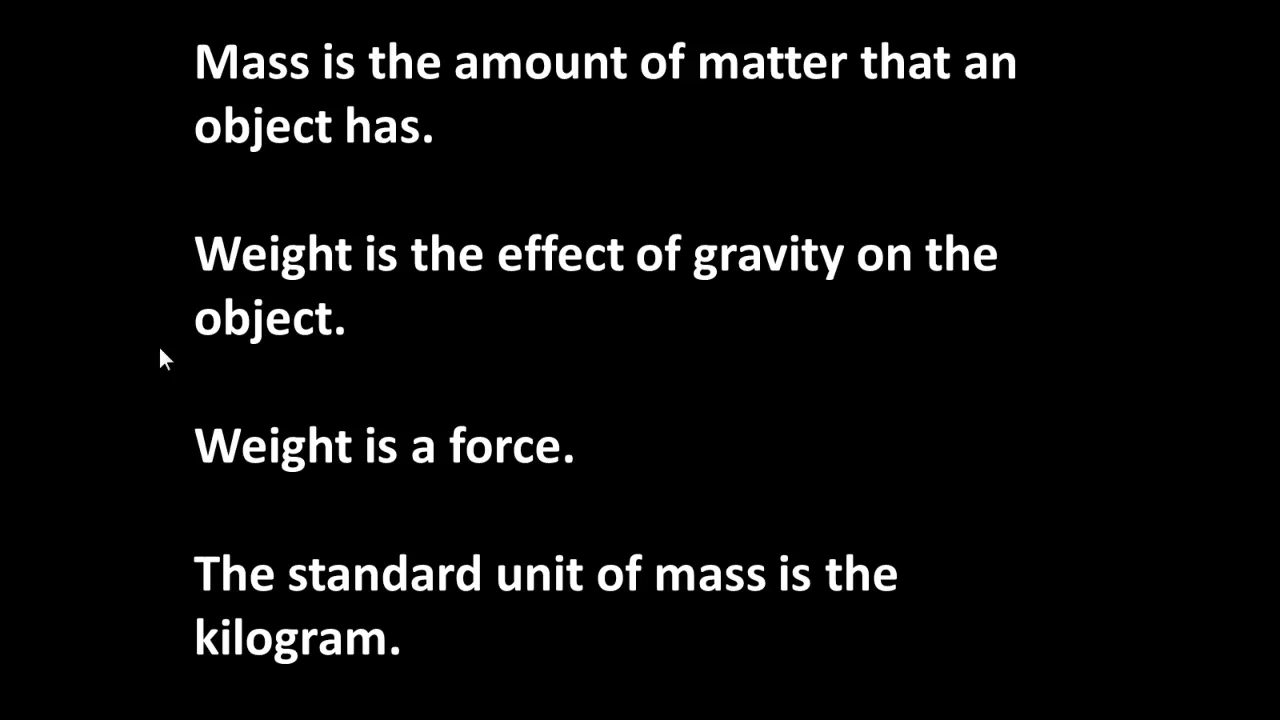 Mass is the amount of matter that an
object has.
Weight is the effect of gravity on the
object.
Weight is a force.
The standard unit of mass is the
kilogram.